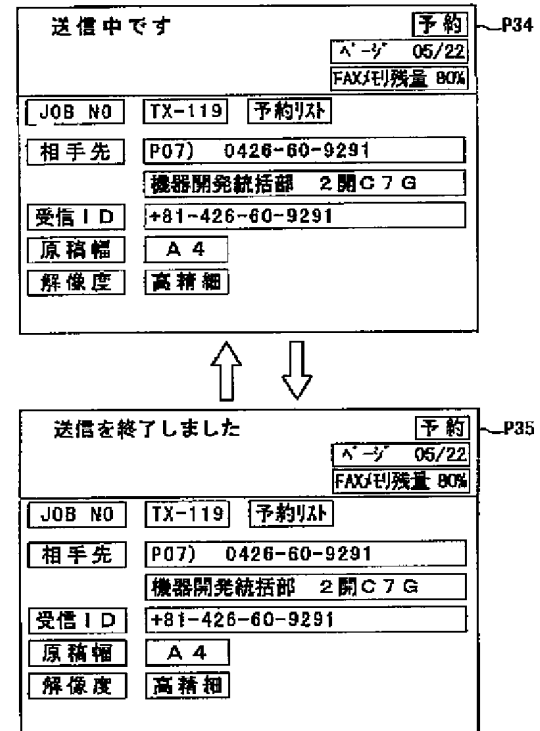 送信中です
予約
P34
ページ 05/22
FAXメモリ残量 80%
JOB NO TX-119 予約リスト
相手先 P07) 0426-60-9291
機器開発統括部 2開C7G
受信ID +81-426-60-9291
原稿幅 A4
解像度 高精細
送信を終了しました
予約
P35
ページ 05/22
FAXメモリ残量 80%
JOB NO TX-119 予約リスト
相手先 P07) 0426-60-9291
機器開発統括部 2開C7G
受信ID +81-426-60-9291
原稿幅 A4
解像度 高精細